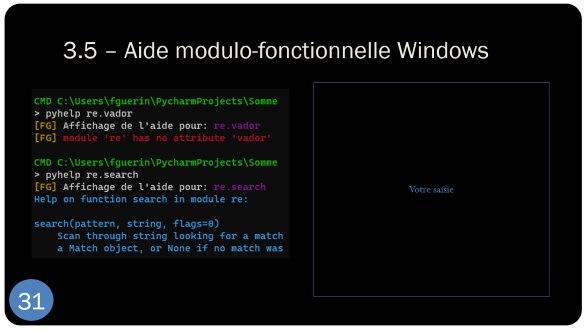 3.5 – Aide modulo-fonctionnelle Windows
CMD C:\Users\fguerin\PycharmProjects\Somme
> pyhelp re.vador
[FG] Affichage de l'aide pour: re.vador
[FG] module 're' has no attribute 'vador'
CMD C:\Users\fguerin\PycharmProjects\Somme
> pyhelp re.search
[FG] Affichage de l'aide pour: re.search
Help on function search in module re:
search(pattern, string, flags=0)
Scan through string looking for a match
a Match object, or None if no match was
Votre saisie
31